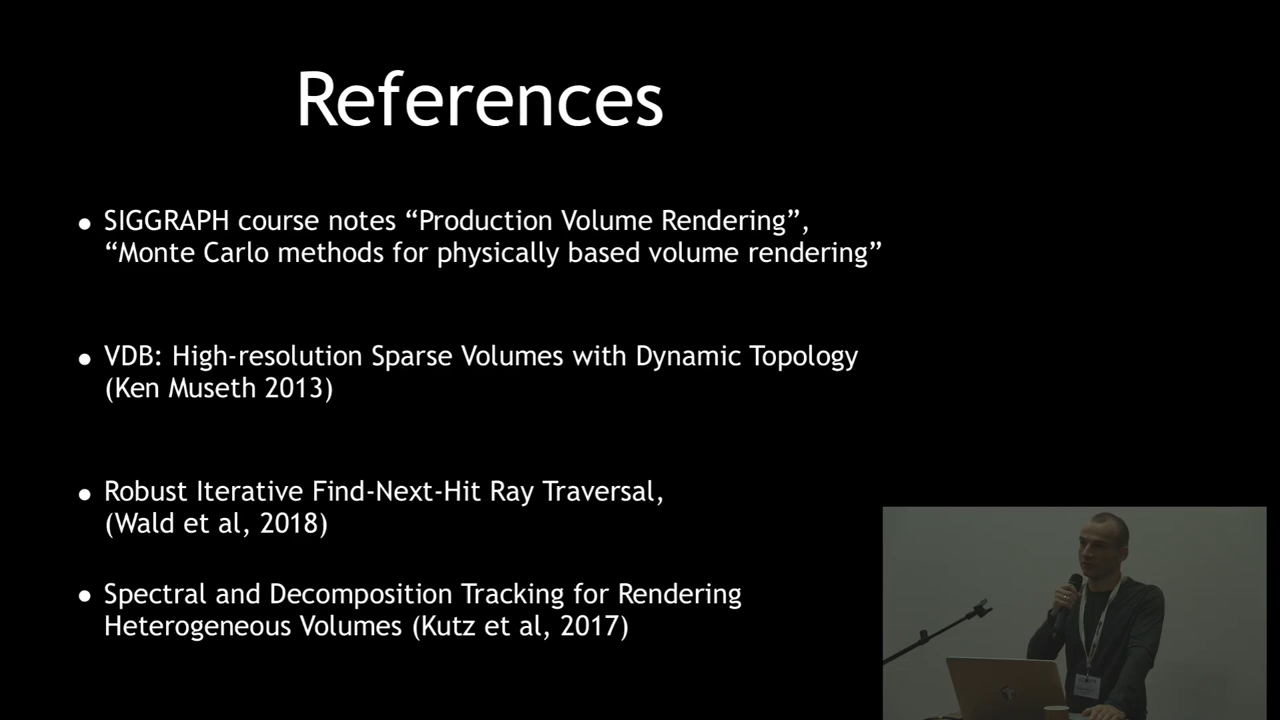 References
• SIGGRAPH course notes “Production Volume Rendering”,
“Monte Carlo methods for physically based volume rendering”
• VDB: High-resolution Sparse Volumes with Dynamic Topology
(Ken Museth 2013)
• Robust Iterative Find-Next-Hit Ray Traversal,
(Wald et al, 2018)
• Spectral and Decomposition Tracking for Rendering
Heterogeneous Volumes (Kutz et al, 2017)